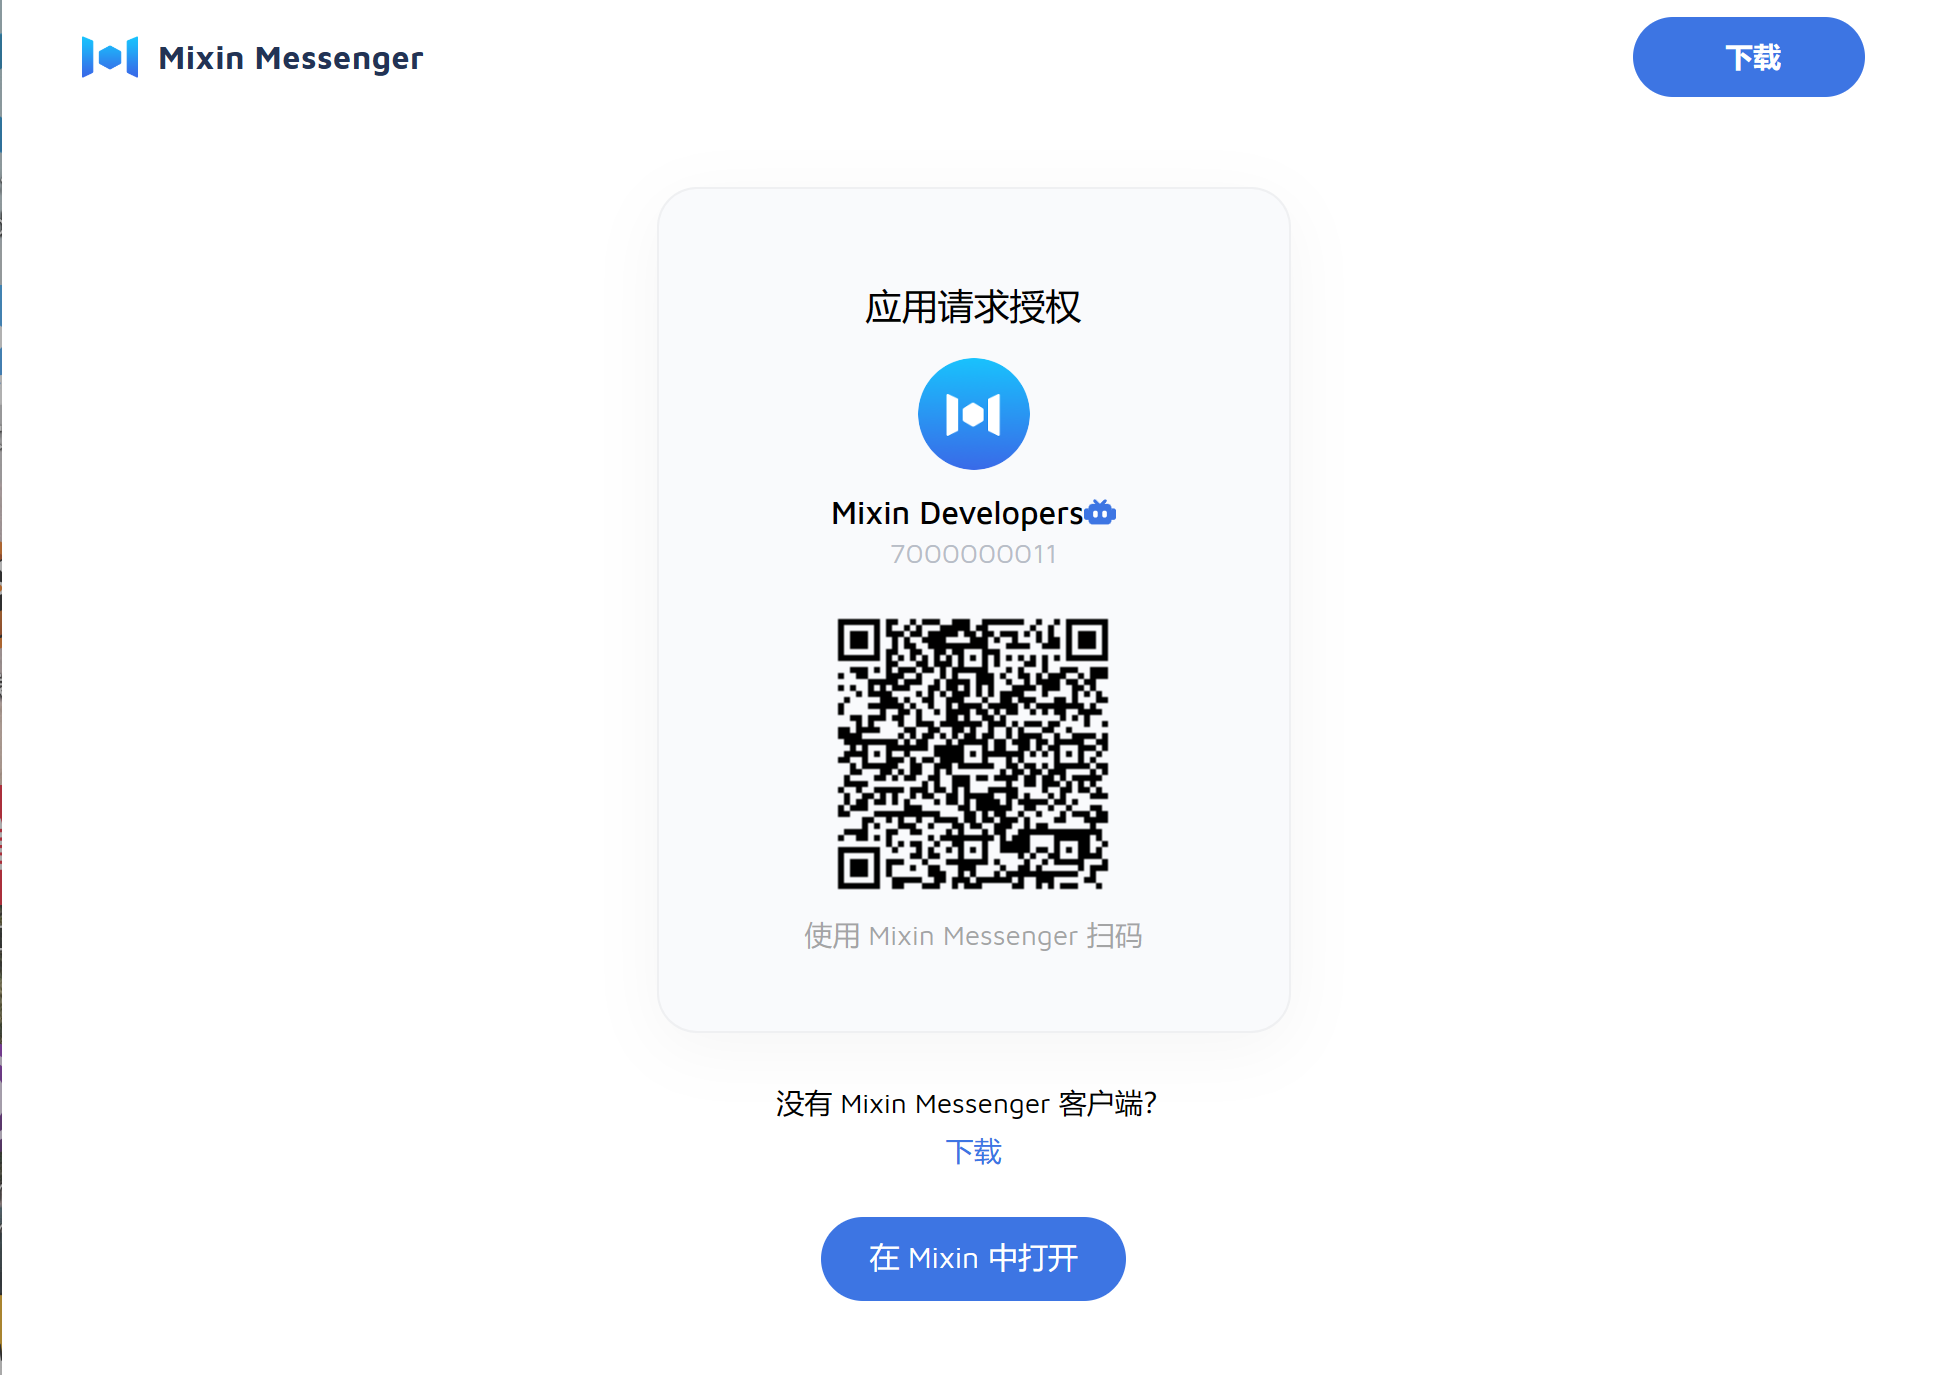 Mixin Messenger
下载
应用请求授权
Mixin Developers
7000000011
使用 Mixin Messenger 扫码
没有 Mixin Messenger 客户端?
下载
在 Mixin 中打开